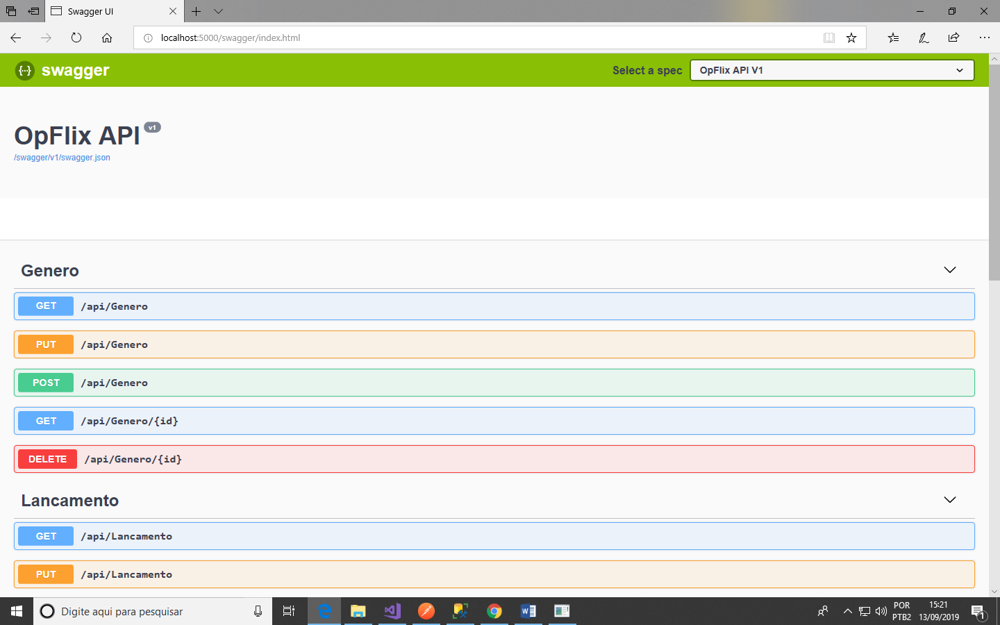 Swagger UI
localhost:5000/swagger/index.html
swagger
Select a spec
OpFlix API V1
OpFlix API v1
/swagger/v1/swagger.json
Genero
GET /api/Genero
PUT /api/Genero
POST /api/Genero
GET /api/Genero/{id}
DELETE /api/Genero/{id}
Lancamento
GET /api/Lancamento
PUT /api/Lancamento
Digite aqui para pesquisar
POR
PTB2
15:21
13/09/2019
1